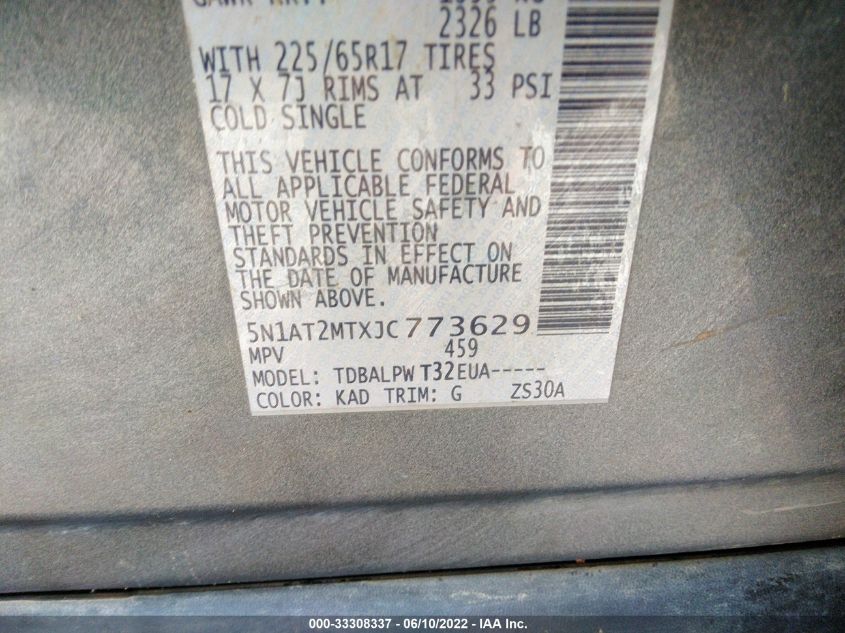 2326 LB
WITH 225/65R17 TIRES
17 X 7J RIMS AT 33 PSI
COLD SINGLE
THIS VEHICLE CONFORMS TO
ALL APPLICABLE FEDERAL
MOTOR VEHICLE SAFETY AND
THEFT PREVENTION
STANDARDS IN EFFECT ON
THE DATE OF MANUFACTURE
SHOWN ABOVE.
5N1AT2MTXJC773629
MPV 459
MODEL: TDBALPWT32EUA-----
COLOR: KAD TRIM: G ZS30A
000-33308337 - 06/10/2022 - IAA Inc.